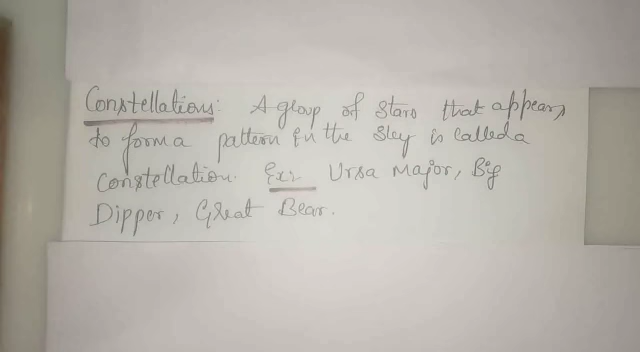 Constellations: A group of stars that appears
to form a pattern in the sky is called a
constellation. Ex:- Ursa Major, Big
Dipper, Great Bear.